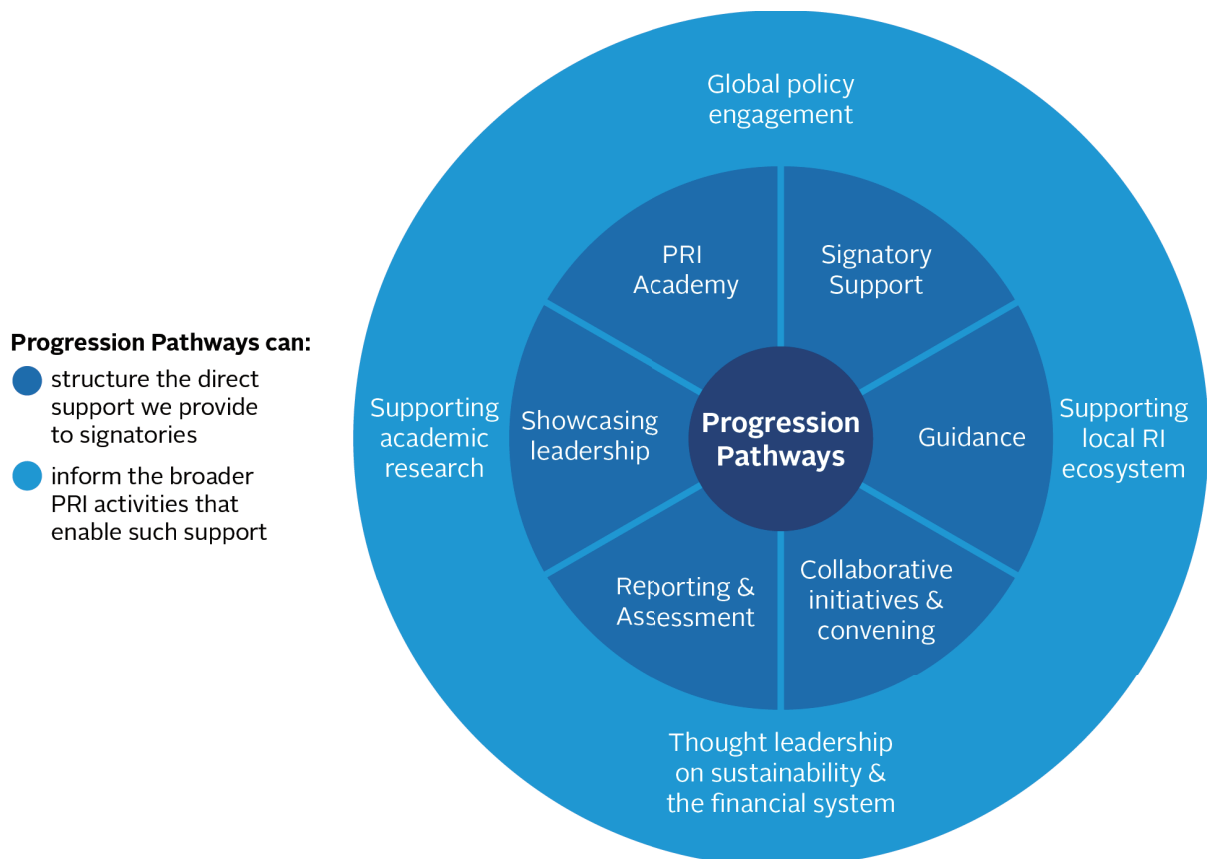 Global policy
engagement
PRI
Academy
Signatory
Support
Progression Pathways can:
structure the direct
support we provide
to signatories
inform the broader
PRI activities that
enable such support
Supporting
academic
research
Showcasing
leadership
Progression
Pathways
Guidance
Supporting
local RI
ecosystem
Reporting &
Assessment
Collaborative
initiatives &
convening
Thought leadership
on sustainability &
the financial system